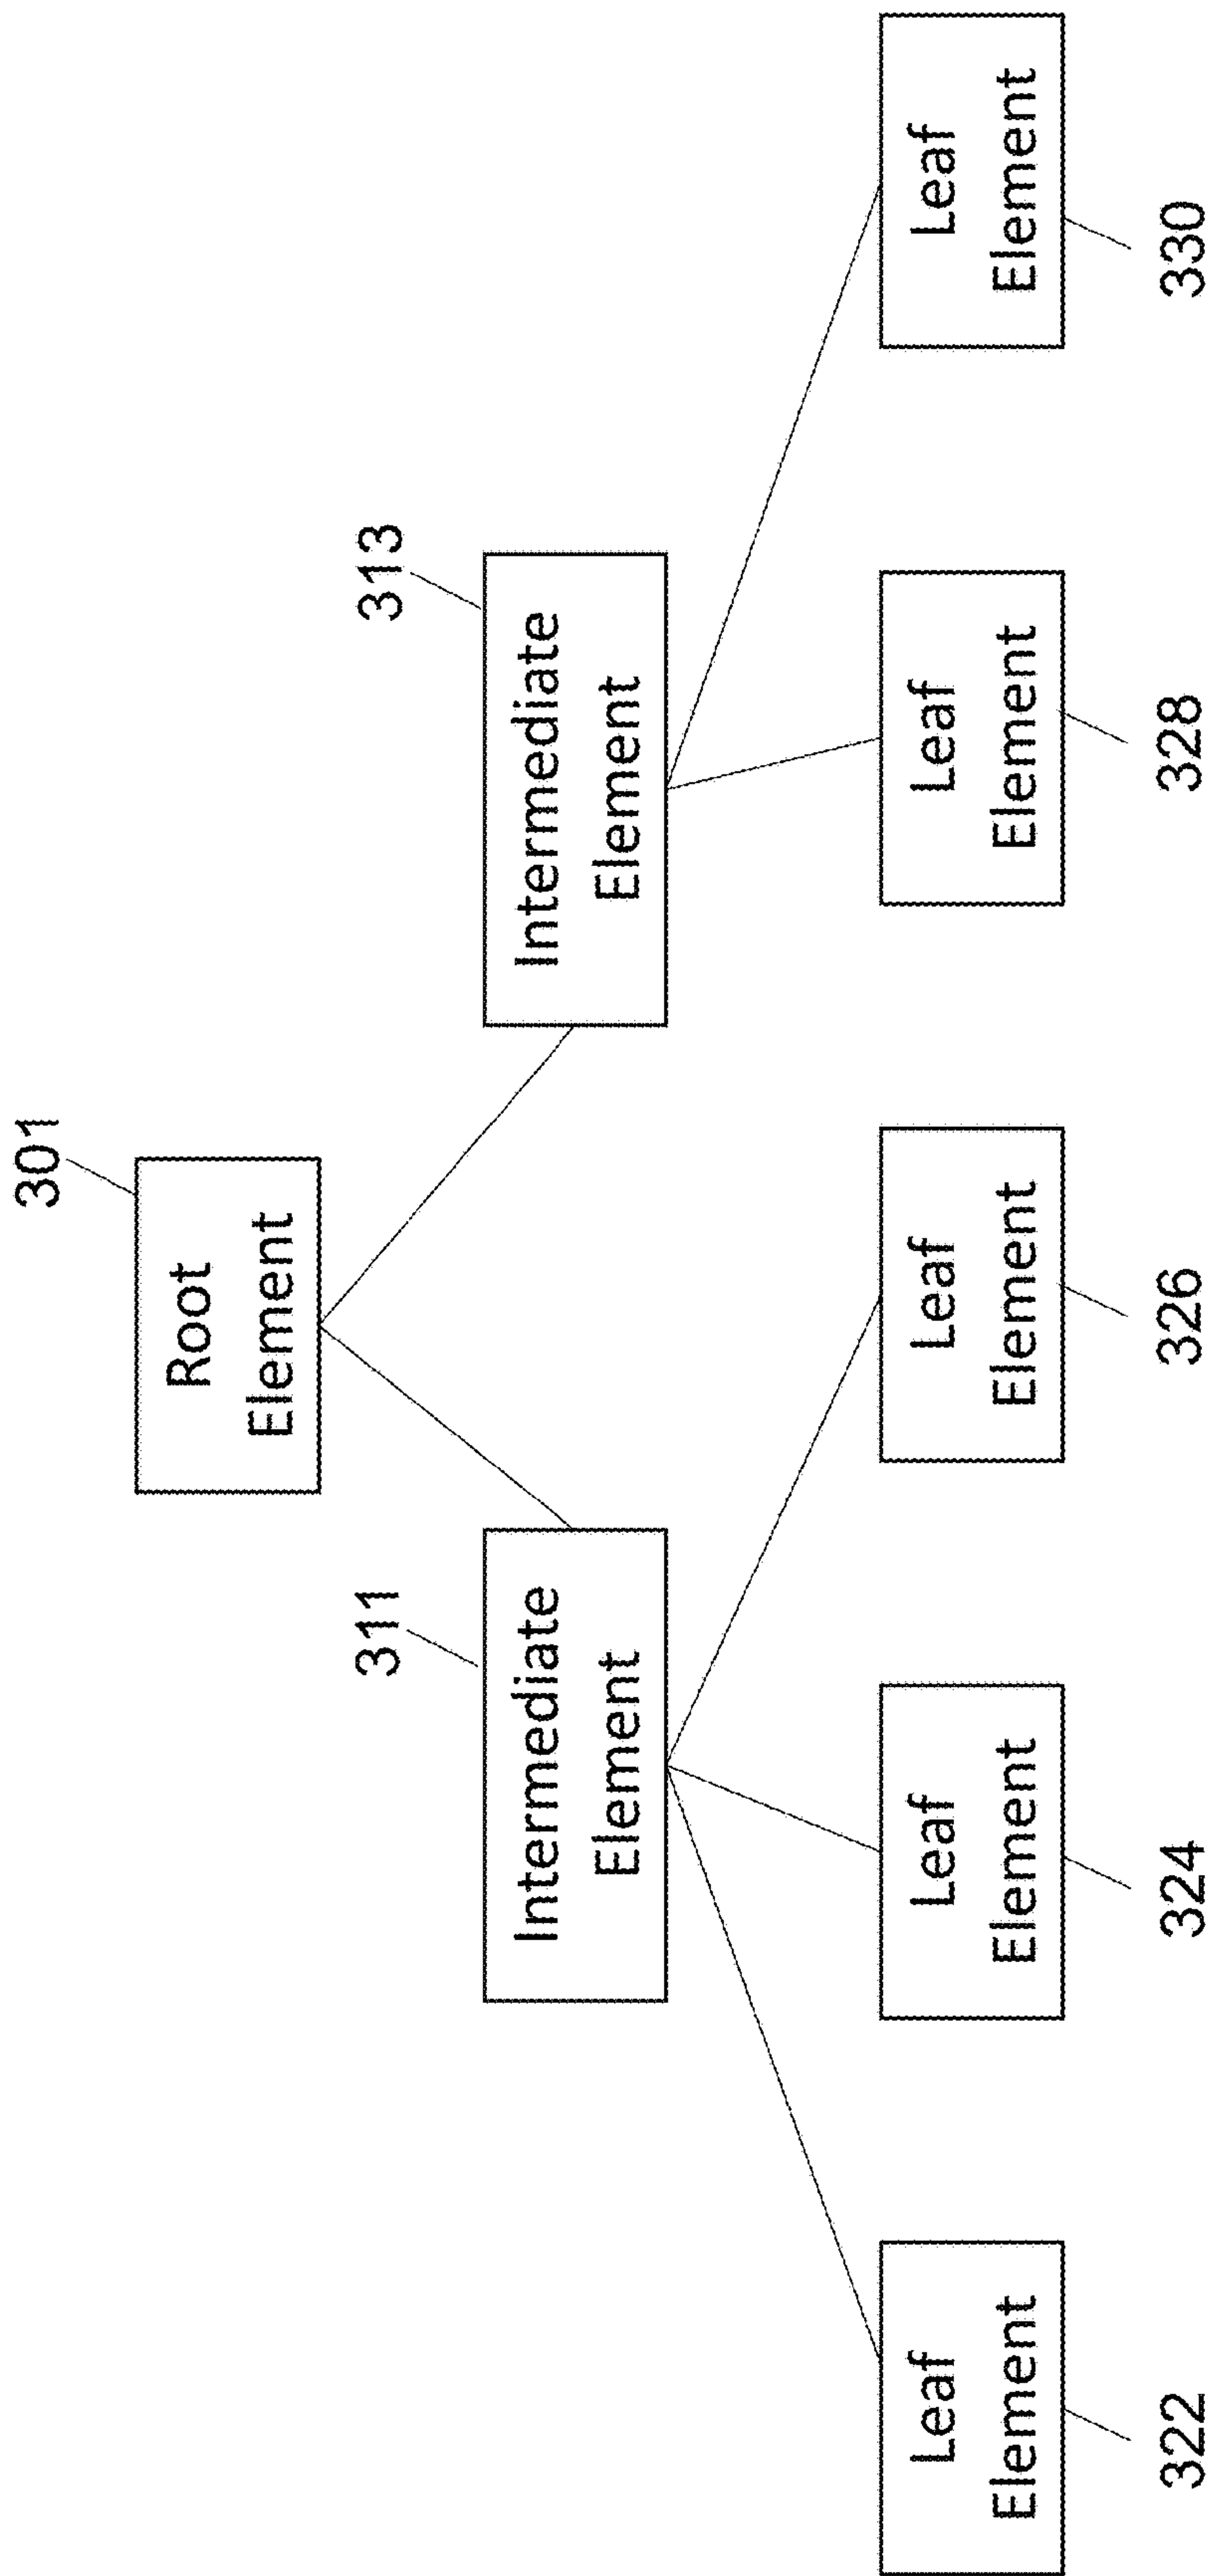 301
Root
Element
311
Intermediate
Element
313
Intermediate
Element
Leaf
Element
322
Leaf
Element
324
Leaf
Element
326
Leaf
Element
328
Leaf
Element
330